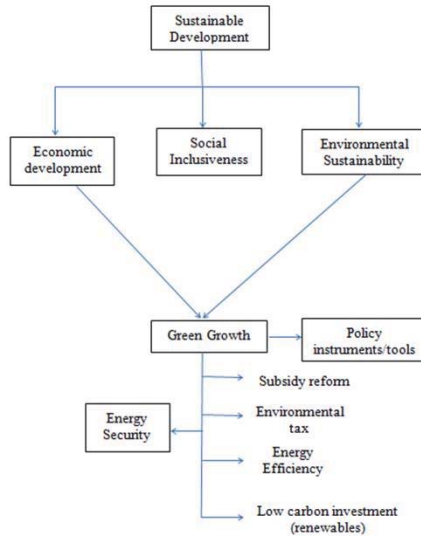 Sustainable
Development
Economic
development
Social
Inclusiveness
Environmental
Sustainability
Green Growth
Policy
instruments/tools
Subsidy reform
Energy
Security
Environmental
tax
Energy
Efficiency
Low carbon investment
(renewables)